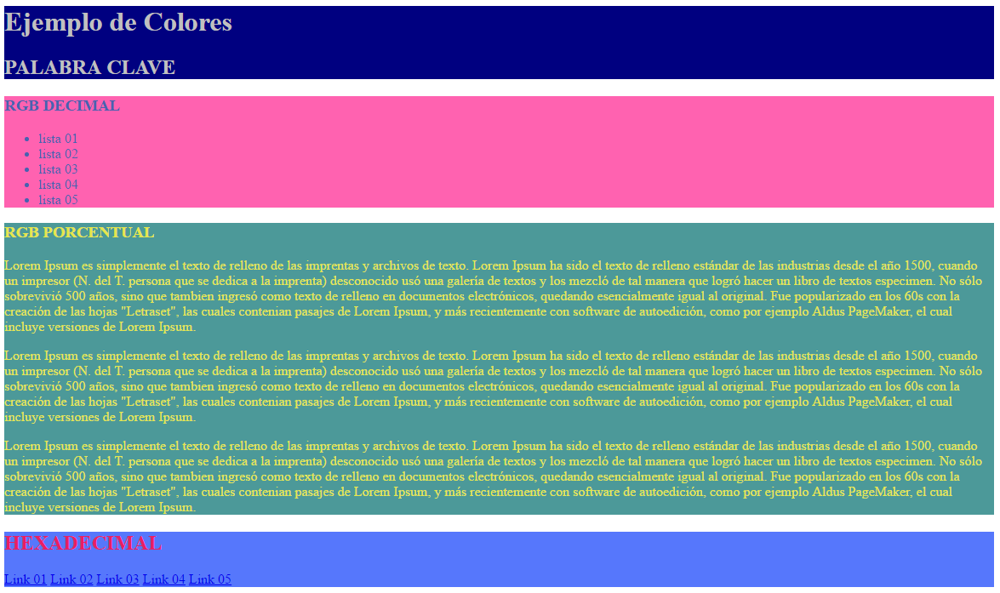 Ejemplo de Colores
PALABRA CLAVE
RGB DECIMAL
lista 01
lista 02
lista 03
lista 04
lista 05
RGB PORCENTUAL
Lorem Ipsum es simplemente el texto de relleno de las imprentas y archivos de texto. Lorem Ipsum ha sido el texto de relleno estándar de las industrias desde el año 1500, cuando
un impresor (N. del T. persona que se dedica a la imprenta) desconocido usó una galería de textos y los mezcló de tal manera que logró hacer un libro de textos especimen. No sólo
sobrevivió 500 años, sino que tambien ingresó como texto de relleno en documentos electrónicos, quedando esencialmente igual al original. Fue popularizado en los 60s con la
creación de las hojas "Letraset", las cuales contenian pasajes de Lorem Ipsum, y más recientemente con software de autoedición, como por ejemplo Aldus PageMaker, el cual
incluye versiones de Lorem Ipsum.
Lorem Ipsum es simplemente el texto de relleno de las imprentas y archivos de texto. Lorem Ipsum ha sido el texto de relleno estándar de las industrias desde el año 1500, cuando
un impresor (N. del T. persona que se dedica a la imprenta) desconocido usó una galería de textos y los mezcló de tal manera que logró hacer un libro de textos especimen. No sólo
sobrevivió 500 años, sino que tambien ingresó como texto de relleno en documentos electrónicos, quedando esencialmente igual al original. Fue popularizado en los 60s con la
creación de las hojas "Letraset", las cuales contenian pasajes de Lorem Ipsum, y más recientemente con software de autoedición, como por ejemplo Aldus PageMaker, el cual
incluye versiones de Lorem Ipsum.
Lorem Ipsum es simplemente el texto de relleno de las imprentas y archivos de texto. Lorem Ipsum ha sido el texto de relleno estándar de las industrias desde el año 1500, cuando
un impresor (N. del T. persona que se dedica a la imprenta) desconocido usó una galería de textos y los mezcló de tal manera que logró hacer un libro de textos especimen. No sólo
sobrevivió 500 años, sino que tambien ingresó como texto de relleno en documentos electrónicos, quedando esencialmente igual al original. Fue popularizado en los 60s con la
creación de las hojas "Letraset", las cuales contenian pasajes de Lorem Ipsum, y más recientemente con software de autoedición, como por ejemplo Aldus PageMaker, el cual
incluye versiones de Lorem Ipsum.
HEXADECIMAL
Link 01 Link 02 Link 03 Link 04 Link 05